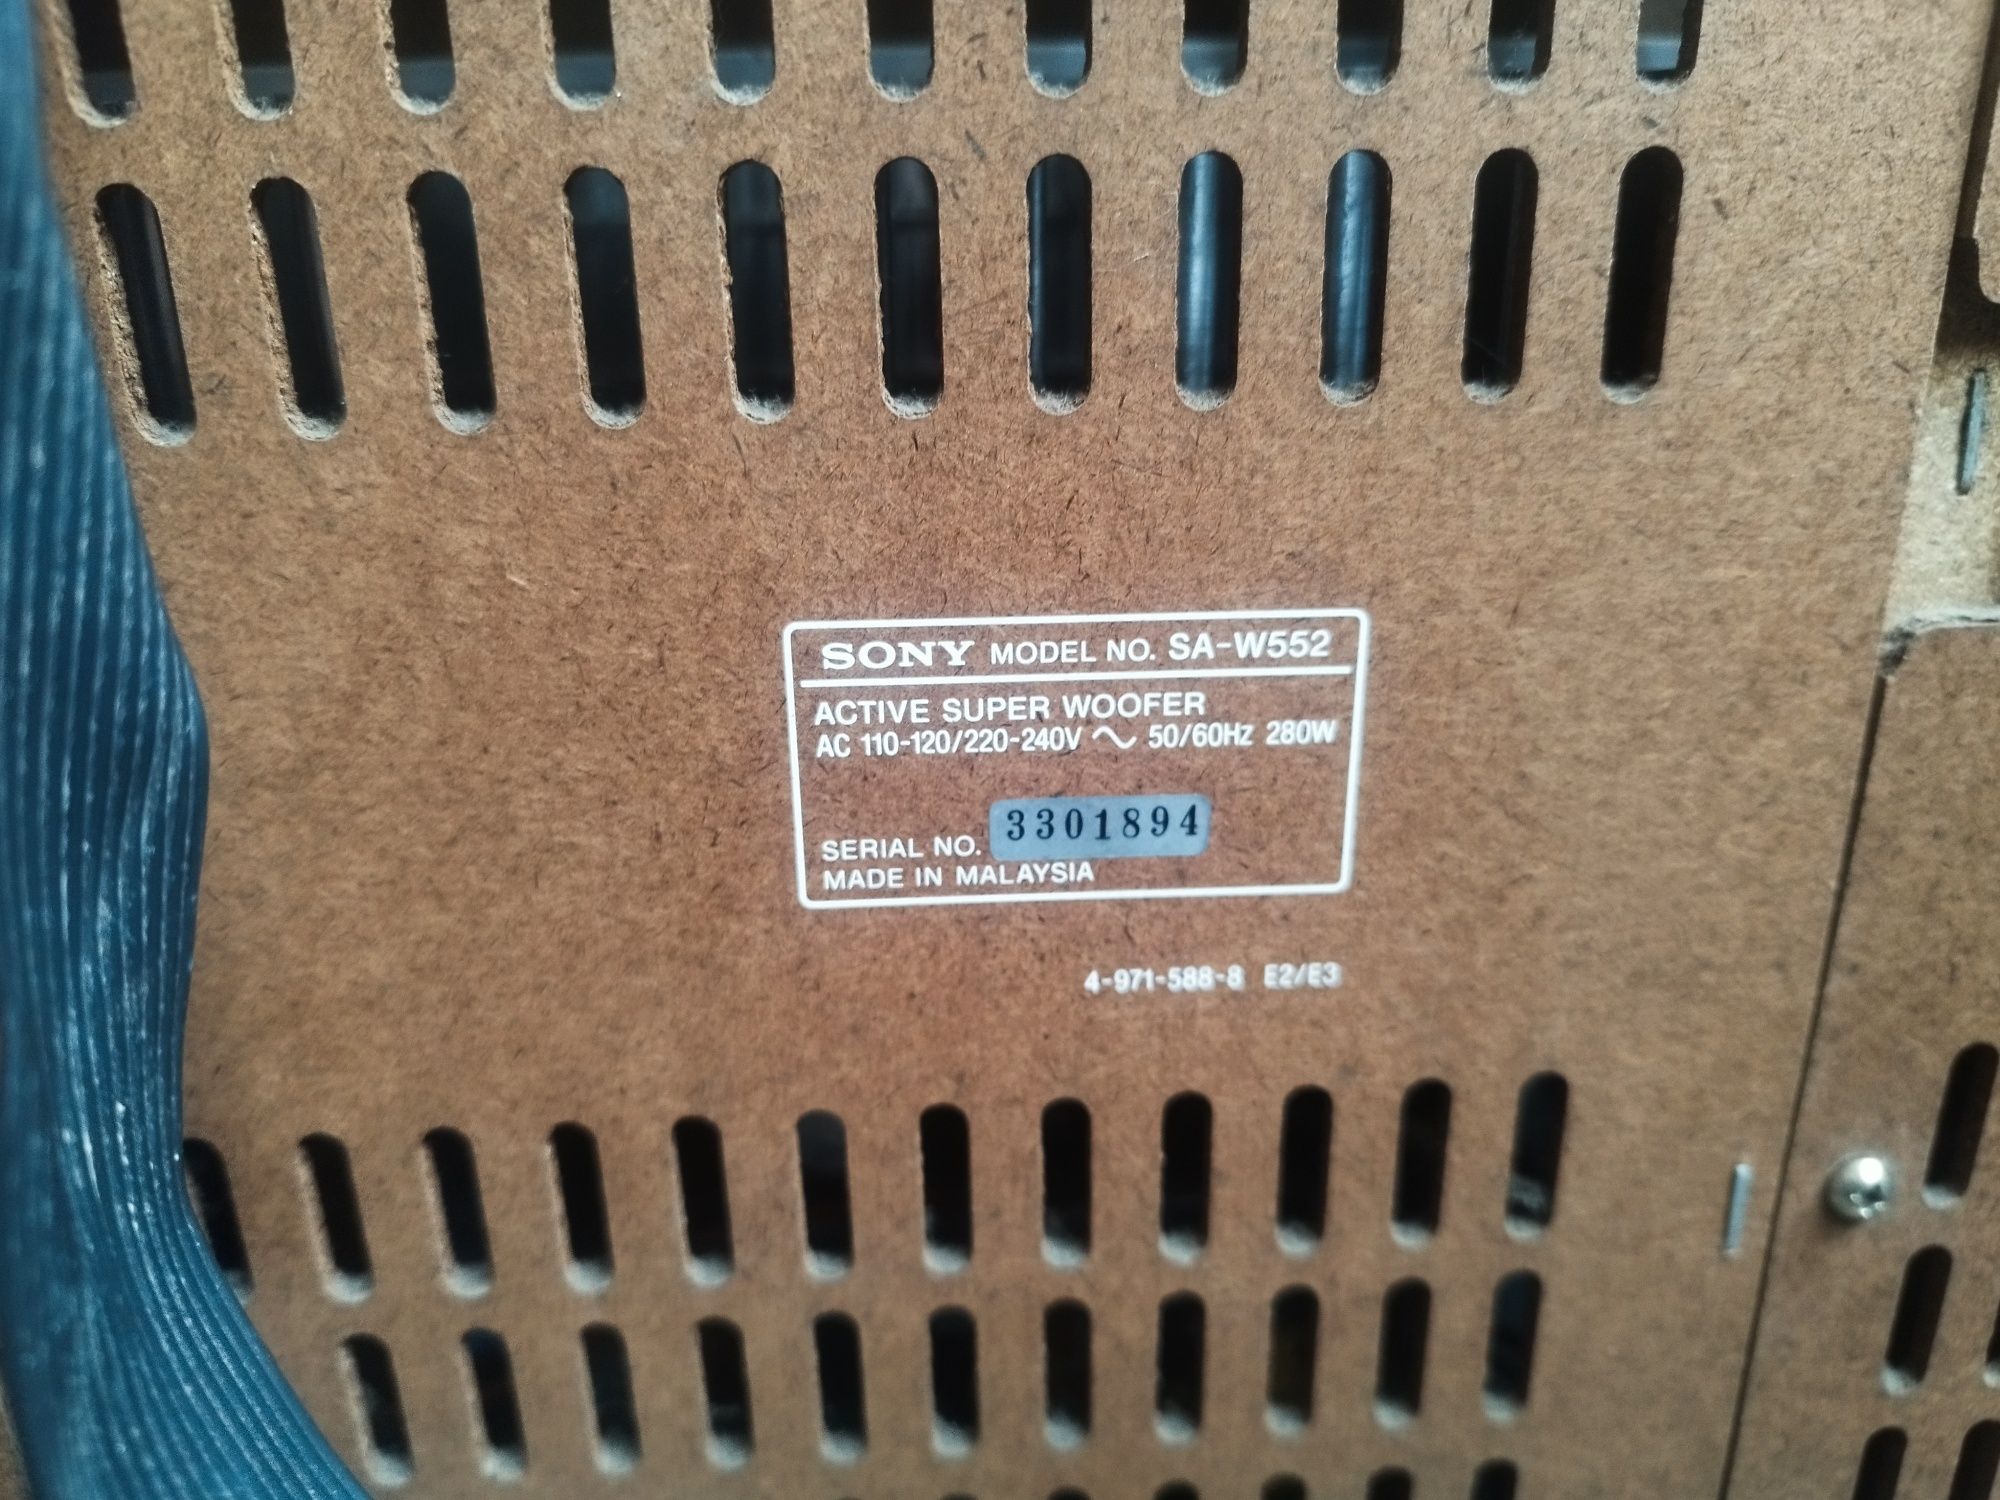 SONY MODEL NO. SA-W552
ACTIVE SUPER WOOFER
AC 110-120/220-240V ~ 50/60Hz 280W
SERIAL NO. 3301894
MADE IN MALAYSIA
4-971-588-8 E2/E3